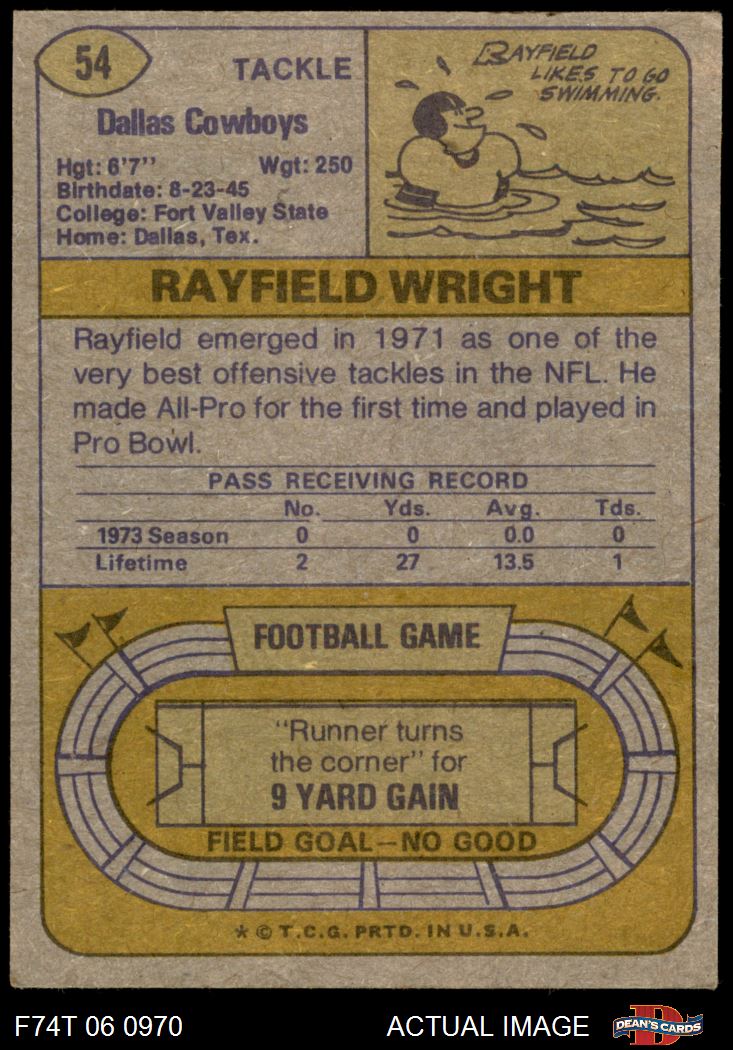 54
TACKLE
Dallas Cowboys
Hgt: 6'7" Wgt: 250
Birthdate: 8-23-45
College: Fort Valley State
Home: Dallas, Tex.
RAYFIELD
LIKES TO GO
SWIMMING.
RAYFIELD WRIGHT
Rayfield emerged in 1971 as one of the
very best offensive tackles in the NFL. He
made All-Pro for the first time and played in
Pro Bowl.
PASS RECEIVING RECORD
No. Yds. Avg. Tds.
1973 Season 0 0 0.0 0
Lifetime 2 27 13.5 1
FOOTBALL GAME
"Runner turns
the corner" for
9 YARD GAIN
FIELD GOAL—NO GOOD
* © T.C.G. PRTD. IN U.S.A.
F74T 06 0970 ACTUAL IMAGE
D
DEAN'S CARDS